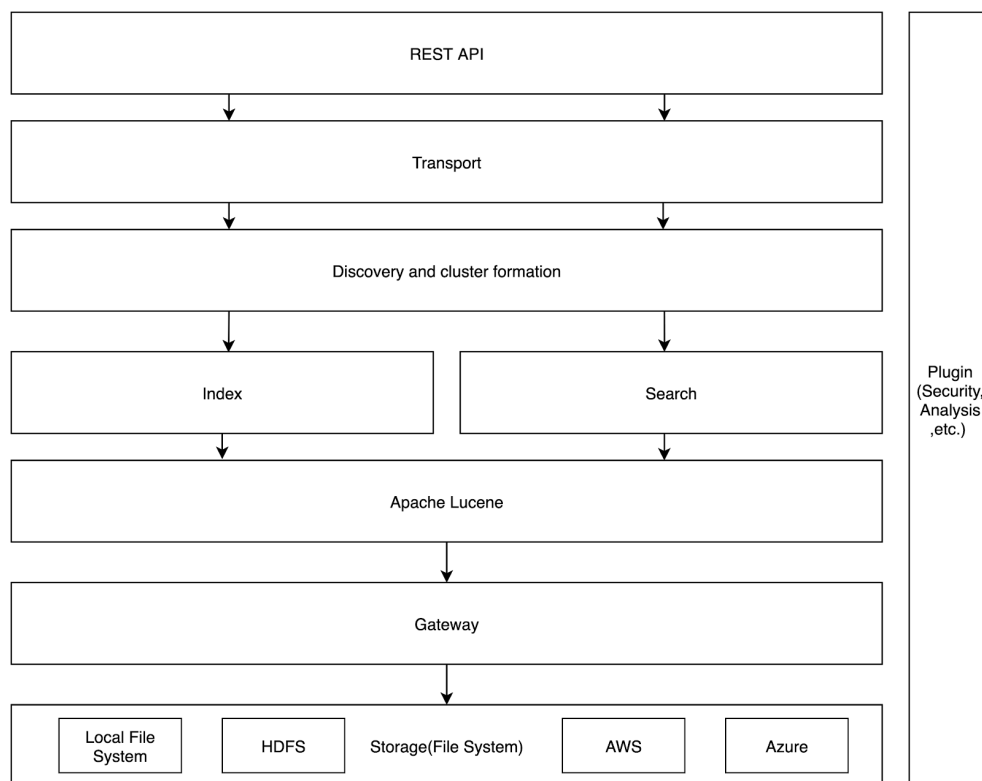 REST API
Transport
Discovery and cluster formation
Index
Search
Apache Lucene
Gateway
Local File
System
HDFS
Storage(File System)
AWS
Azure
Plugin
(Security,
Analysis
,etc.)